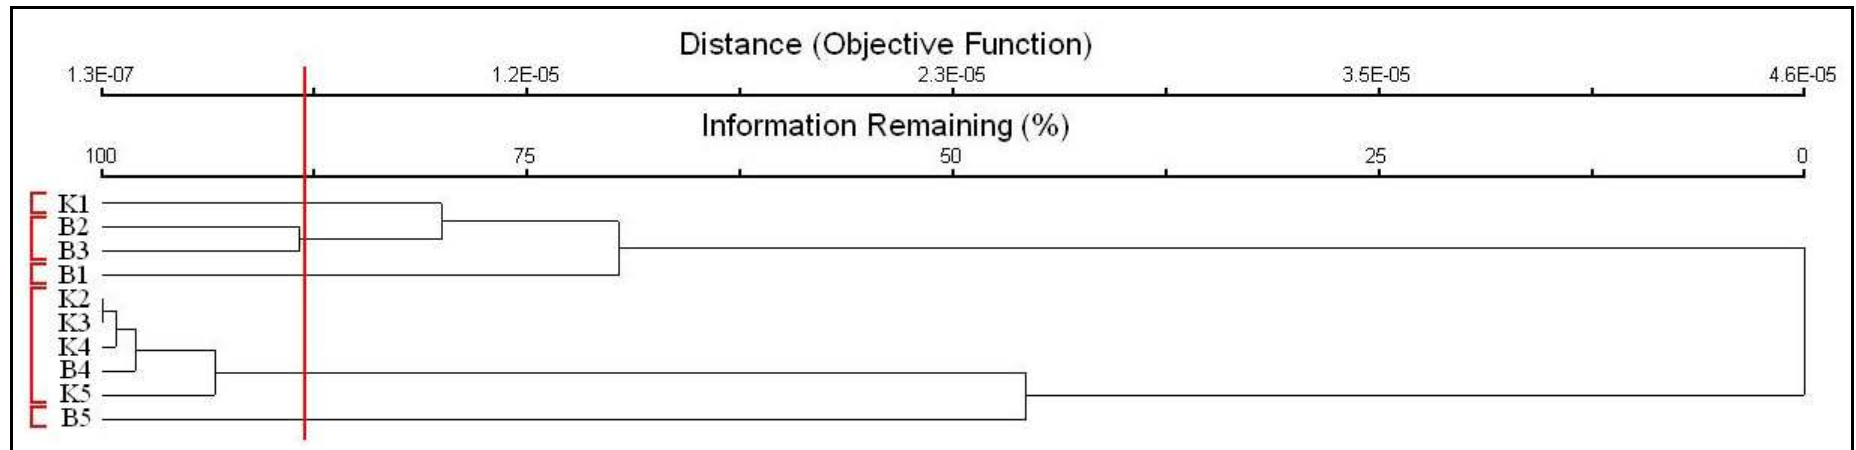 Distance (Objective Function)
1.3E-07 1.2E-05 2.3E-05 3.5E-05 4.6E-05
Information Remaining (%)
100 75 50 25 0
K1
B2
B3
B1
K2
K3
K4
B4
K5
B5